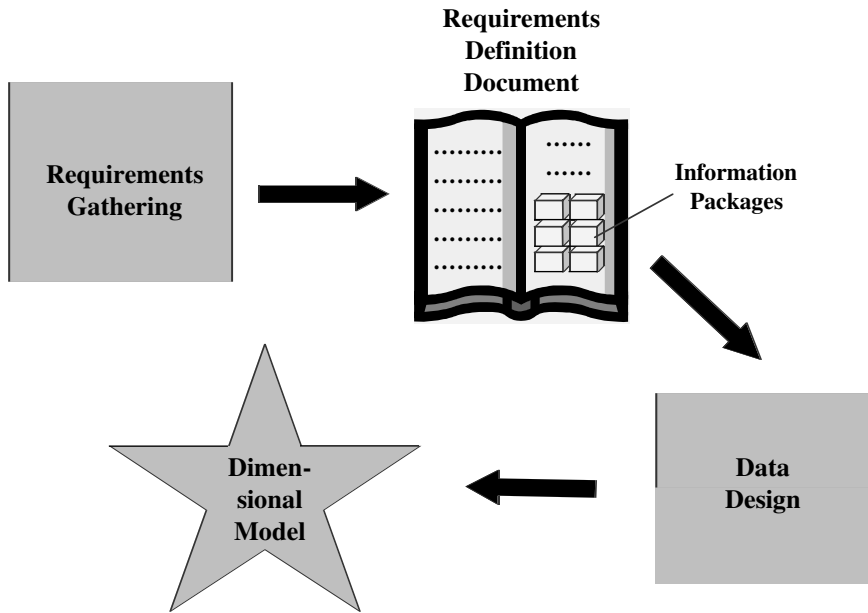 Requirements
Definition
Document
Requirements
Gathering
Information
Packages
Data
Design
Dimen-
sional
Model